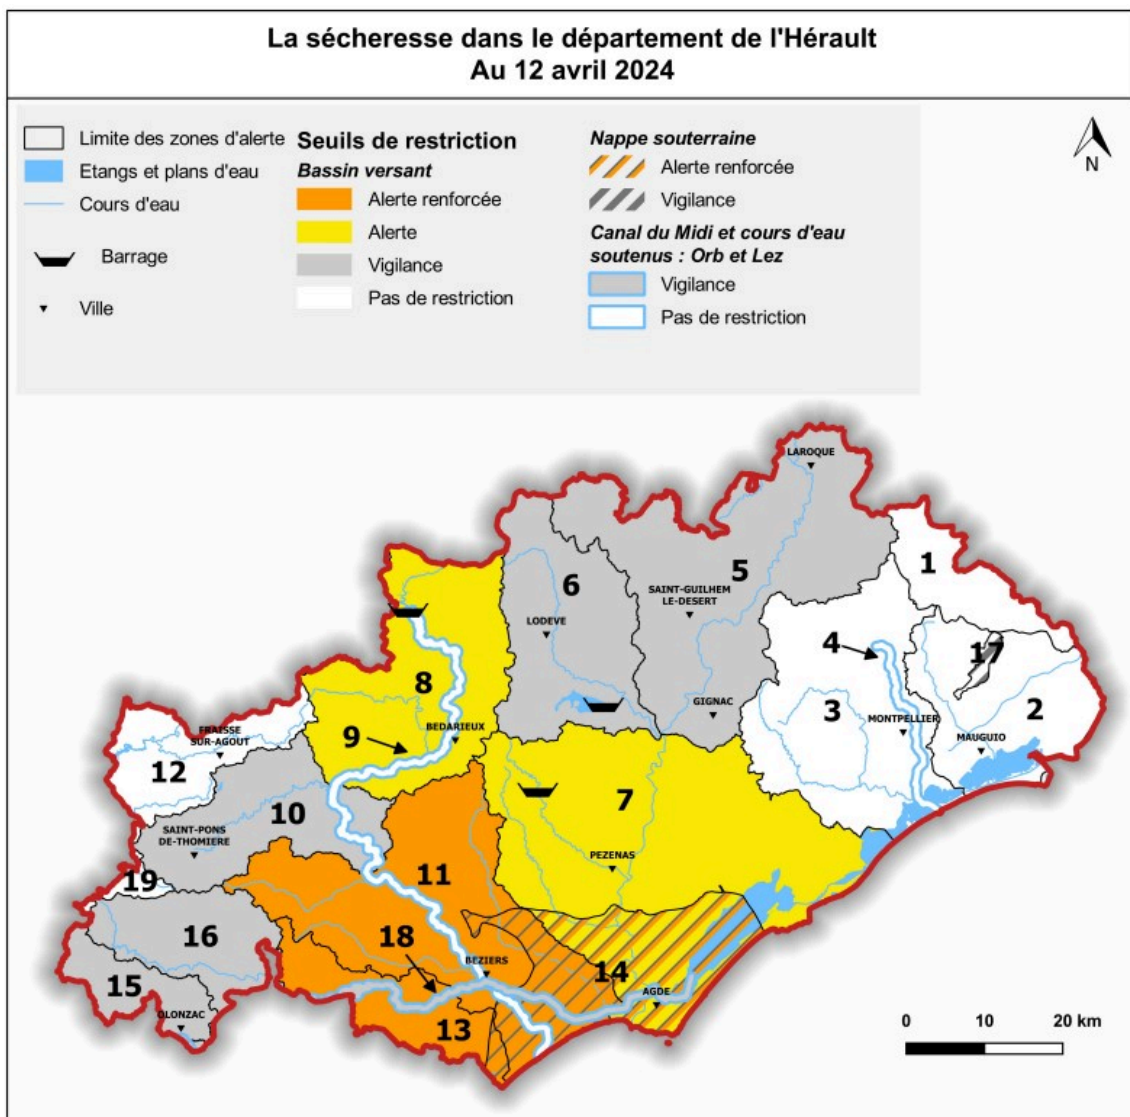 La sécheresse dans le département de l'Hérault
Au 12 avril 2024
Limite des zones d'alerte
Etangs et plans d'eau
Cours d'eau
Barrage
Ville
Seuils de restriction
Bassin versant
Alerte renforcée
Alerte
Vigilance
Pas de restriction
Nappe souterraine
Alerte renforcée
Vigilance
Canal du Midi et cours d'eau
soutenus : Orb et Lez
Vigilance
Pas de restriction
N
LAROQUE
1
5
6
SAINT-GUILHEM
LE-DESERT
LODEVE
4
17
8
GIGNAC
3
MONTPELLIER
2
BEDARIEUX
FRAISSE
SUR-AGOUT
9
MAUGUIO
12
7
10
SAINT-PONS
DE-THOMIERE
PEZENAS
11
19
16
18
BEZIERS
14
15
AGDE
OLONZAC
13
0 10 20 km